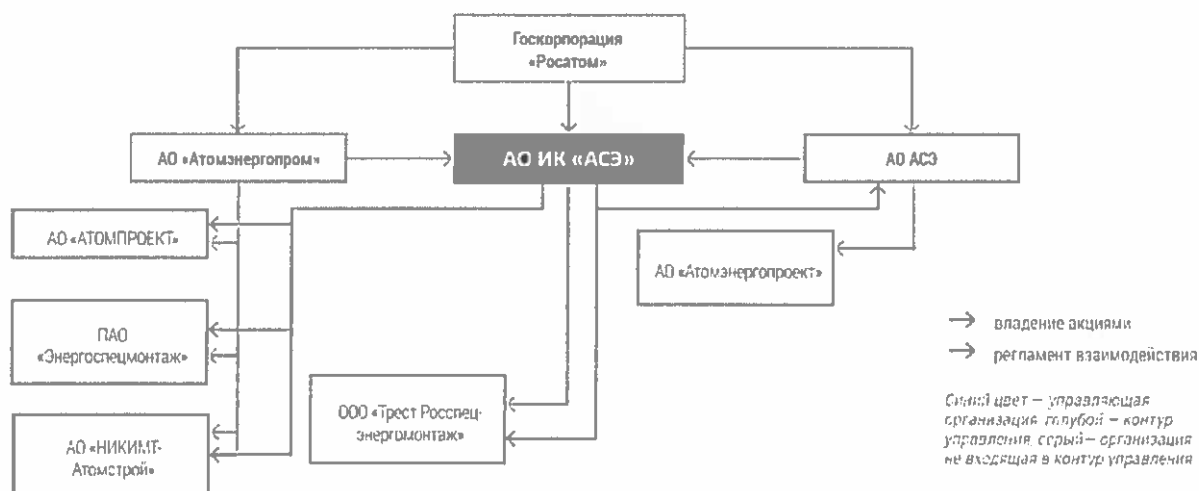 Госкорпорация
«Росатом»
АО «Атомэнергопром»
АО ИК «АСЭ»
АО АСЭ
АО «АТОМПРОЕКТ»
АО «Атомэнергопроект»
ПАО
«Энергоспецмонтаж»
ООО «Трест Росспец-
энергомонтаж»
АО «НИКИМТ-
Атомстрой»
владение акциями
регламент взаимодействия
Синий цвет – управляющая
организация, голубой – контур
управления, серый– организация
не входящая в контур управления